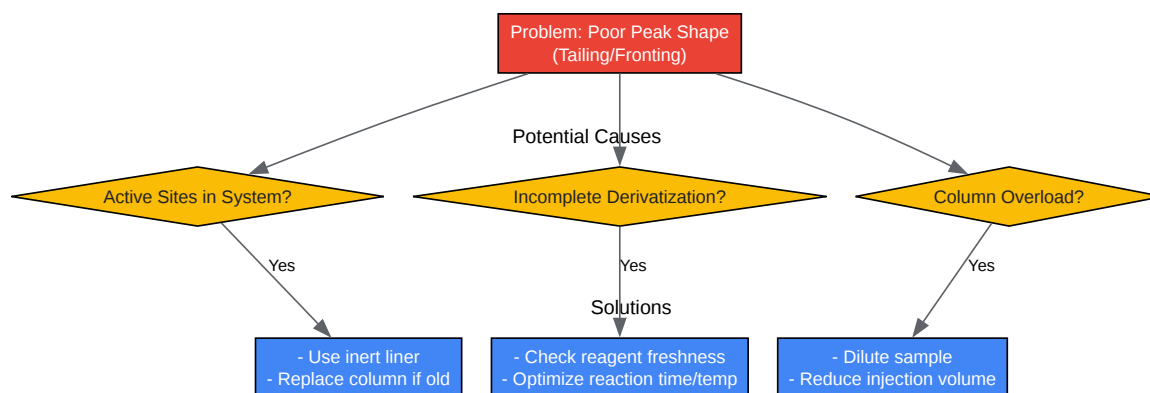 Problem: Poor Peak Shape
(Tailing/Fronting)
Potential Causes
Active Sites in System?
Incomplete Derivatization?
Column Overload?
Yes
Yes
Yes
Solutions
- Use inert liner
- Replace column if old
- Check reagent freshness
- Optimize reaction time/temp
- Dilute sample
- Reduce injection volume